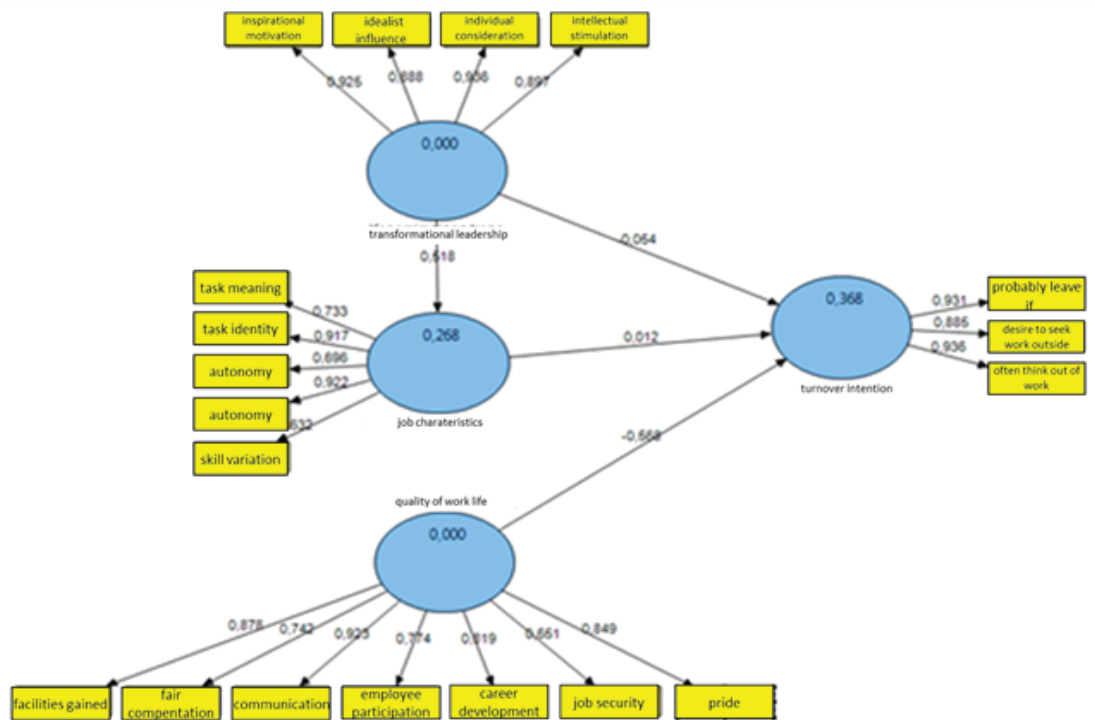 inspirational
motivation
idealist
influence
individual
consideration
intellectual
stimulation
0,925
0,888
0,936
0,897
0,000
transformational leadership
0,518
0,054
task meaning
task identity
autonomy
autonomy
skill variation
0,733
0,917
0,696
0,922
0,268
job charateristics
0,012
0,368
turnover intention
0,931
0,885
0,936
probably leave
if
desire to seek
work outside
often think out of
work
quality of work life
0,000
0,878
0,742
0,923
0,774
0,849
facilities gained
fair
compentation
communication
employee
participation
career
development
job security
pride